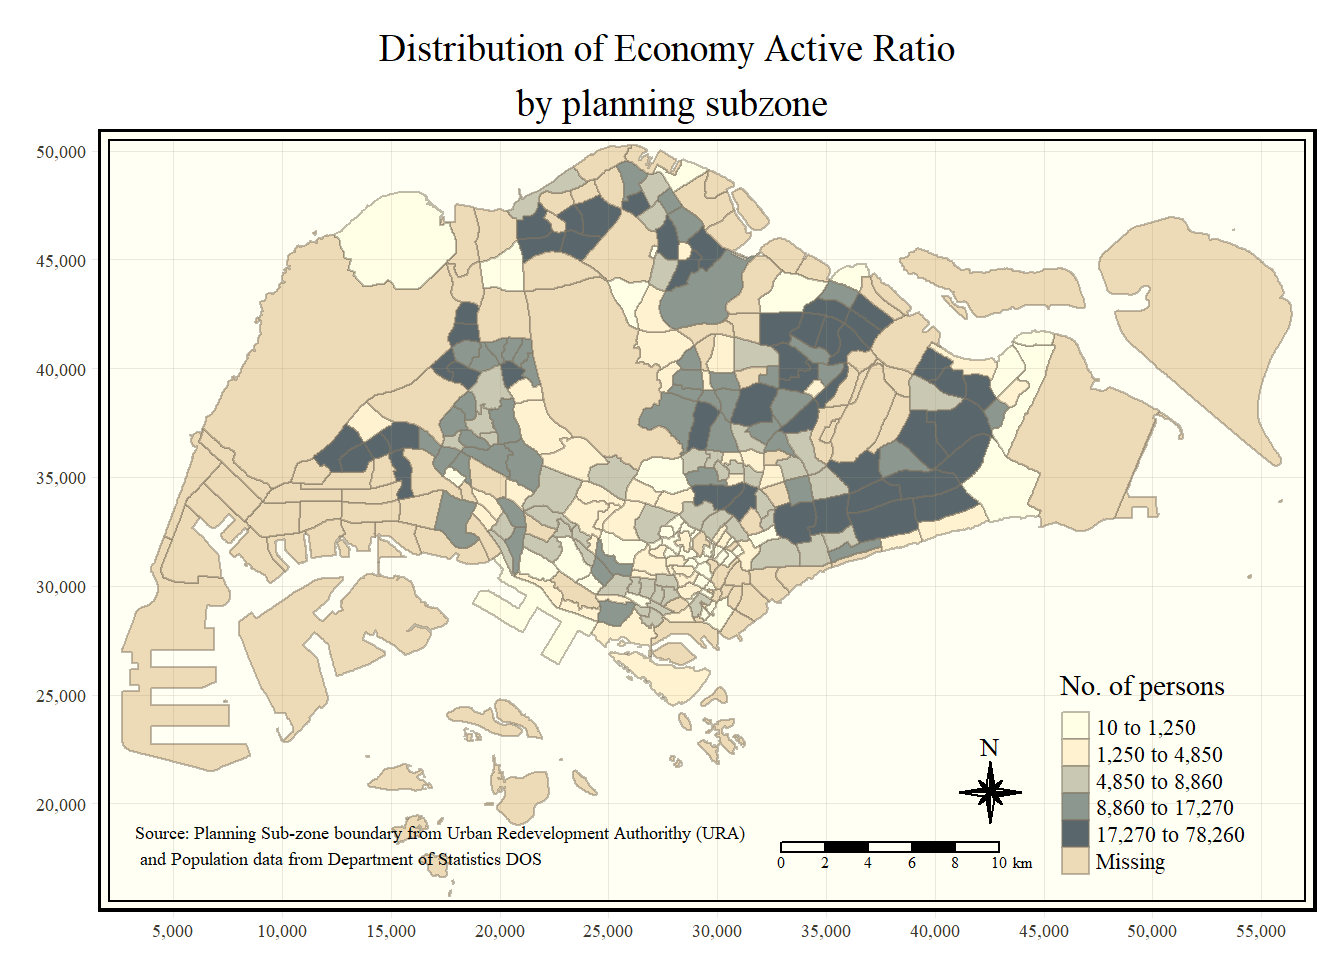 Distribution of Economy Active Ratio
by planning subzone
50,000
45,000
40,000
35,000
30,000
25,000
20,000
No. of persons
10 to 1,250
1,250 to 4,850
4,850 to 8,860
8,860 to 17,270
17,270 to 78,260
Missing
N
Source: Planning Sub-zone boundary from Urban Redevelopment Authorithy (URA)
and Population data from Department of Statistics DOS
0 2 4 6 8 10 km
5,000 10,000 15,000 20,000 25,000 30,000 35,000 40,000 45,000 50,000 55,000